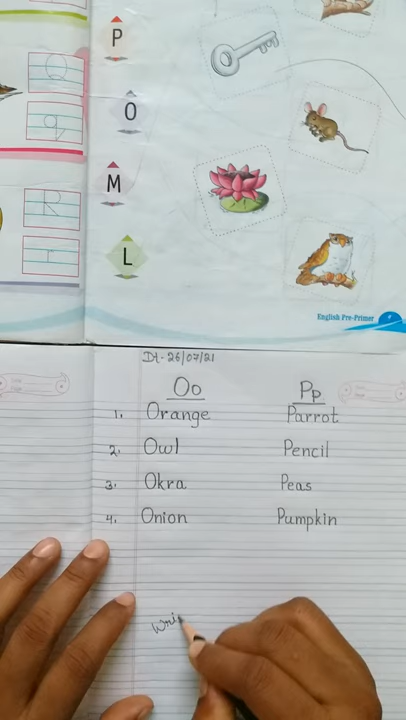 P
O
M
L
Q
q
R
r
English Pre-Primer
Dt - 26/07/21
Oo Pp
1. Orange Parrot
2. Owl Pencil
3. Okra Peas
4. Onion Pumpkin
Wri